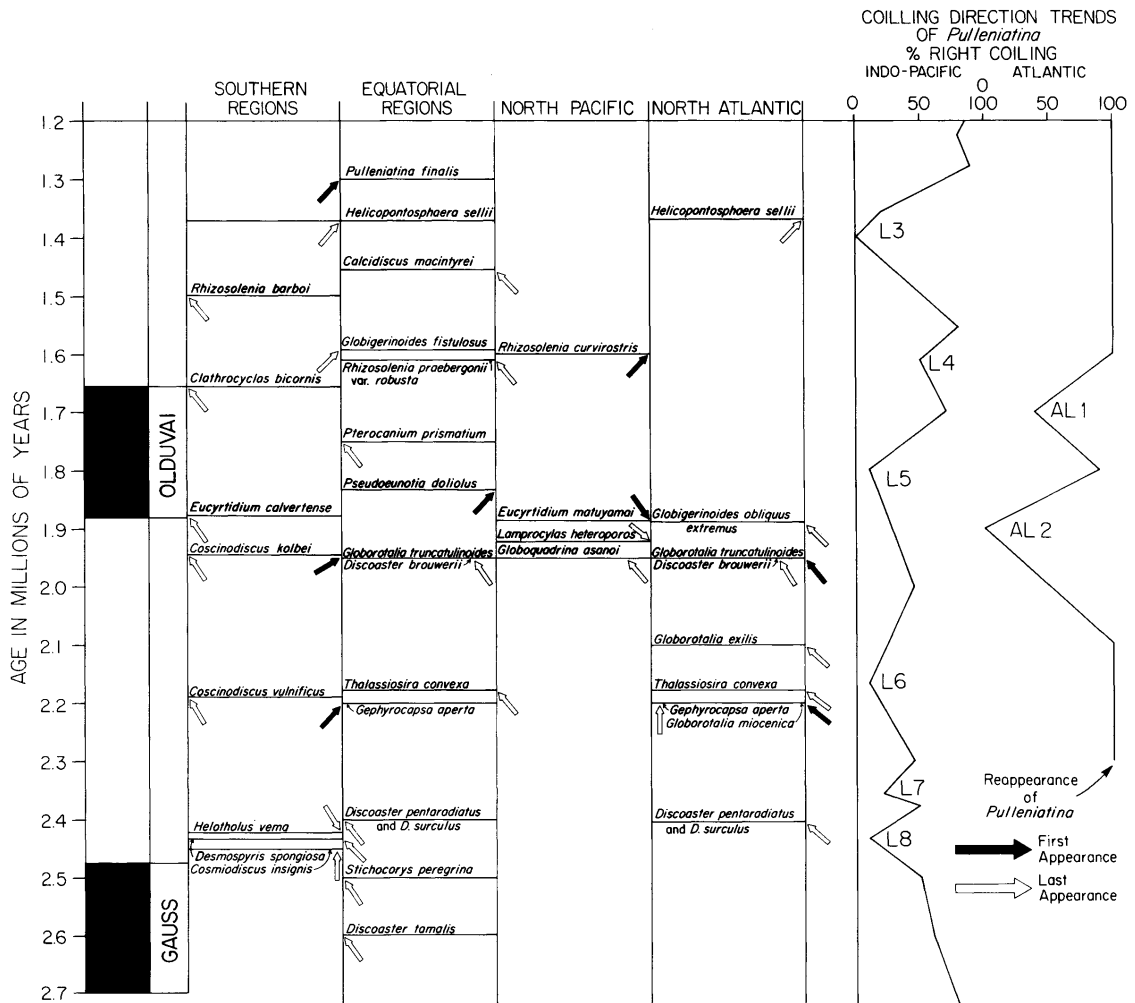 COILLING DIRECTION TRENDS
OF Pulleniatina
% RIGHT COILING
INDO-PACIFIC O ATLANTIC
0 50 100 50 100
SOUTHERN REGIONS
EQUATORIAL REGIONS
NORTH PACIFIC
NORTH ATLANTIC
AGE IN MILLIONS OF YEARS
1.2
1.3
1.4
1.5
1.6
1.7
1.8
1.9
2.0
2.1
2.2
2.3
2.4
2.5
2.6
2.7
OLDUVAI
GAUSS
Rhizosolenia barboi
Clathrocyclas bicornis
Eucyrtidium calvertense
Coscinodiscus kolbei
Coscinodiscus vulnificus
Helotholus vema
Desmospyris spongiosa
Cosmiodiscus insignis
Pulleniatina finalis
Helicopontosphaera sellii
Calcidiscus macintyrei
Globigerinoides fistulosus
Rhizosolenia praebergonii
var. robusta
Pterocanium prismatium
Pseudoeunotia doliolus
Globorotalia truncatulinoides
Discoaster brouwerii
Thalassiosira convexa
Gephyrocapsa aperta
Discoaster pentaradiatus
and D. surculus
Stichocorys peregrina
Discoaster tamalis
Rhizosolenia curvirostris
Eucyrtidium matuyamai
Lamprocylas heteroporos
Globoquadrina asanoi
Helicopontosphaera sellii
Globigerinoides obliquus
extremus
Globorotalia truncatulinoides
Discoaster brouwerii
Globorotalia exilis
Thalassiosira convexa
Gephyrocapsa aperta
Globorotalia miocenica
Discoaster pentaradiatus
and D. surculus
L3
L4
L5
L6
L7
L8
AL 1
AL 2
Reappearance
of
Pulleniatina
First
Appearance
Last
Appearance